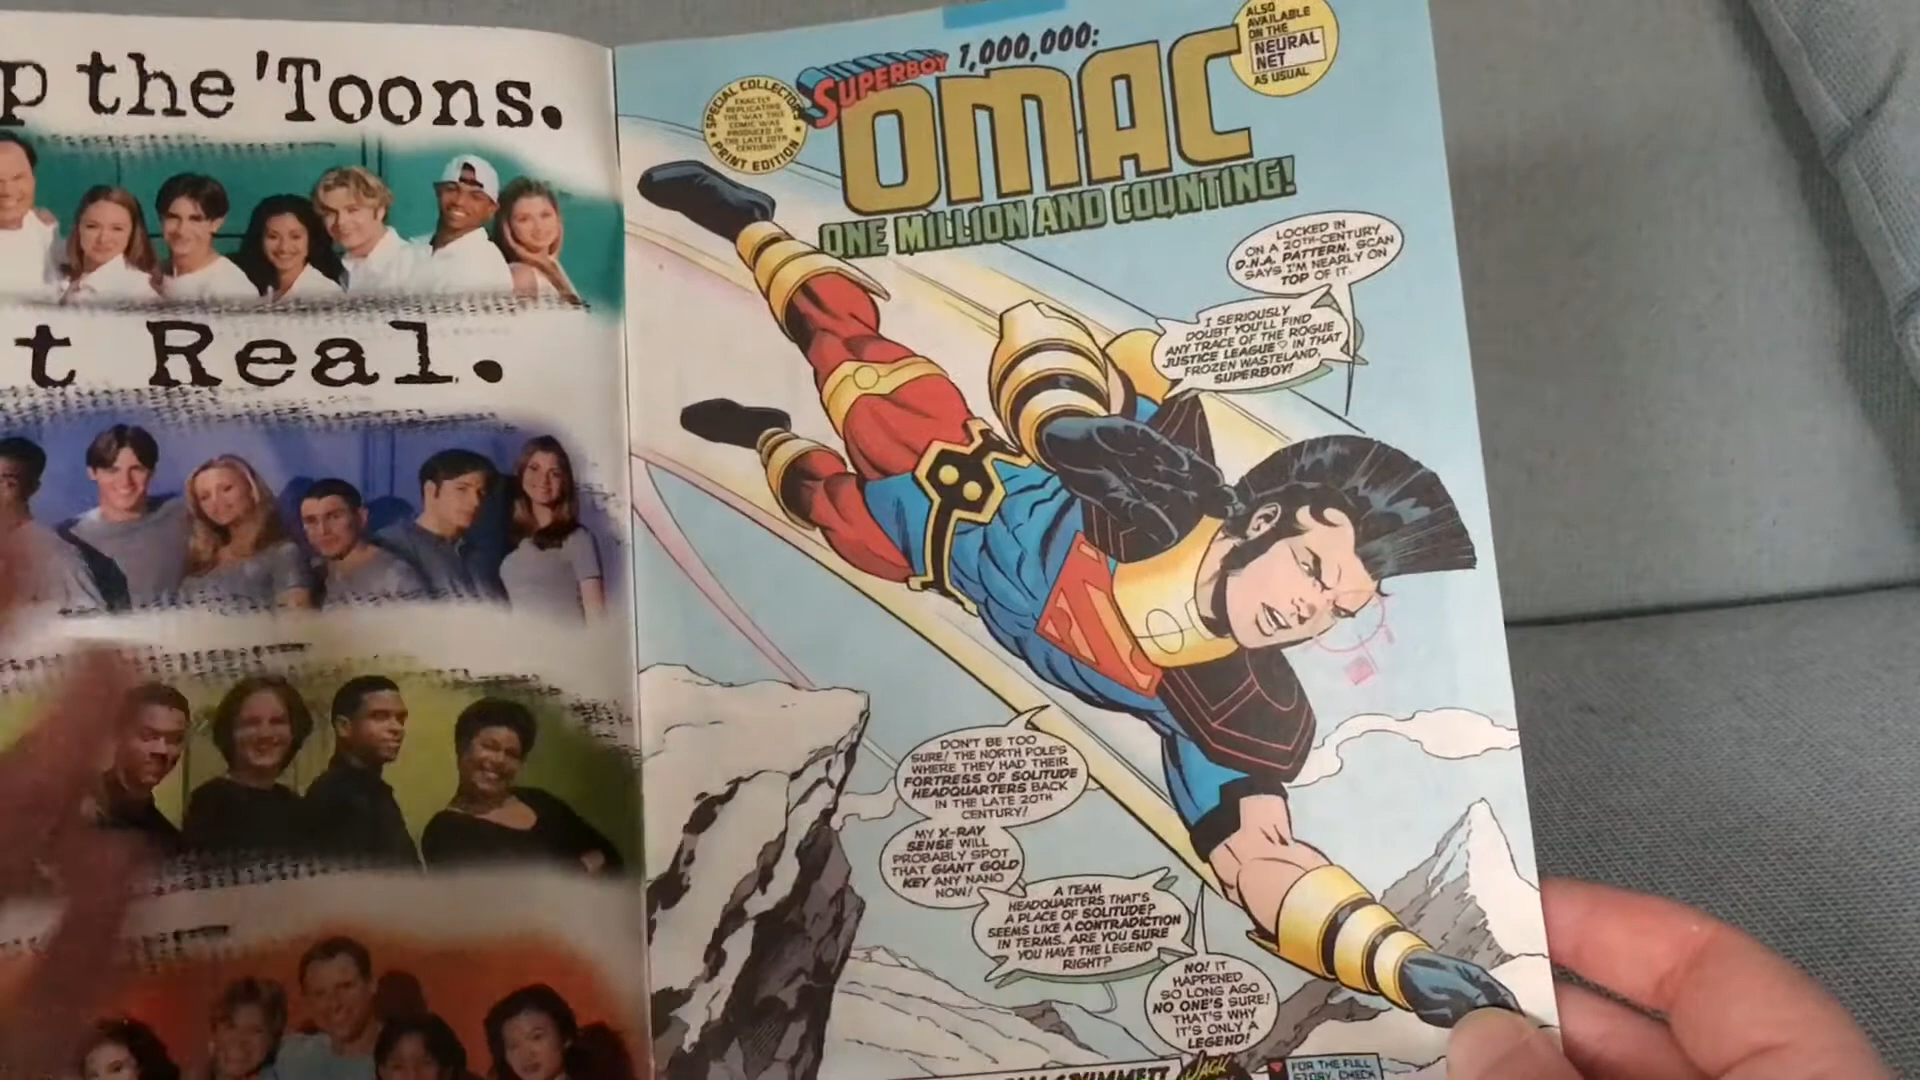 p the 'Toons.
t Real.
SUPERBOY 1,000,000:
OMAC
ONE MILLION AND COUNTING!
SPECIAL COLLECTOR'S
EXACTLY
REPLICATING
THE WAY THIS
COMIC WAS
PRODUCED IN
THE LATE 20TH
CENTURY!
PRINT EDITION
ALSO
AVAILABLE
ON THE
NEURAL
NET
AS USUAL
LOCKED IN
ON A 20TH-CENTURY
D.N.A. PATTERN. SCAN
SAYS I'M NEARLY ON
TOP OF IT.
I SERIOUSLY
DOUBT YOU'LL FIND
ANY TRACE OF THE ROGUE
JUSTICE LEAGUE IN THAT
FROZEN WASTELAND,
SUPERBOY!
DON'T BE TOO
SURE! THE NORTH POLE'S
WHERE THEY HAD THEIR
FORTRESS OF SOLITUDE
HEADQUARTERS BACK
IN THE LATE 20TH
CENTURY!
MY X-RAY
SENSE WILL
PROBABLY SPOT
THAT GIANT GOLD
KEY ANY NANO
NOW!
A TEAM
HEADQUARTERS THAT'S
A PLACE OF SOLITUDE?
SEEMS LIKE A CONTRADICTION
IN TERMS. ARE YOU SURE
YOU HAVE THE LEGEND
RIGHT?
NO! IT
HAPPENED
SO LONG AGO
NO ONE'S SURE!
THAT'S WHY
IT'S ONLY A
LEGEND!
JACK
FOR THE FULL
STORY, CHECK